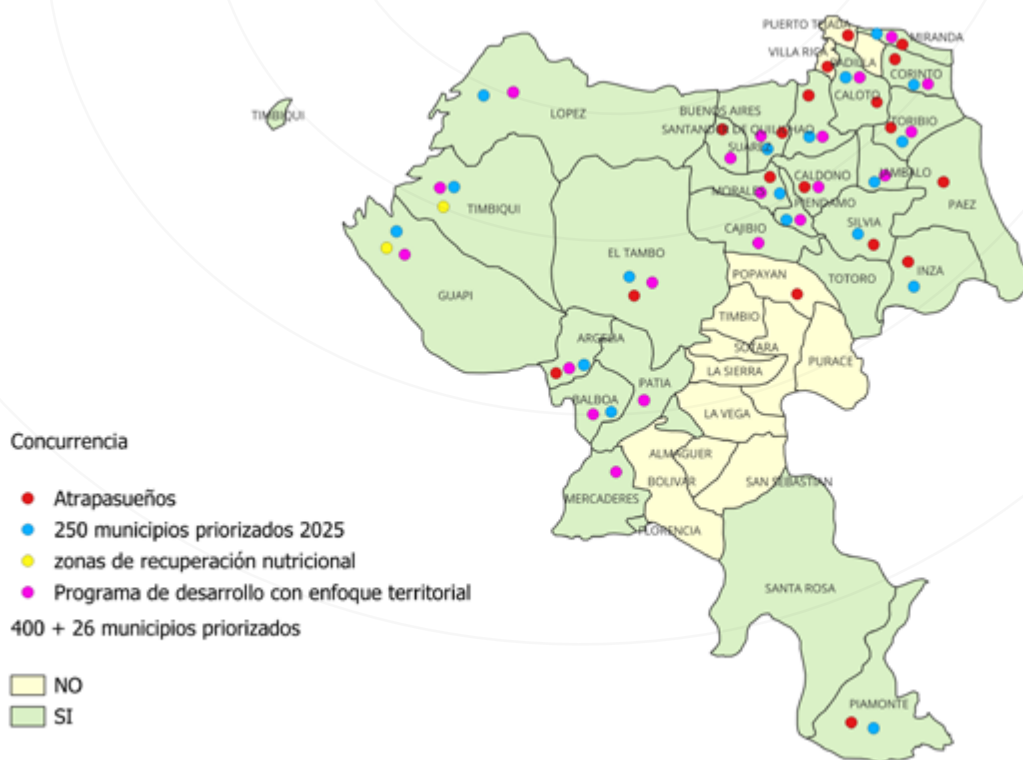 PUERTO TEJADA
MIRANDA
VILLA RICA
PADILLA
CORINTO
CALOTO
TIMBIQUI
LOPEZ
BUENOS AIRES
SANTANDER DE QUILICHAO
TORIBIO
SUAREZ
CALDONO
JAMBALO
MORALES
PIENDAMO
PAEZ
TIMBIQUI
SILVIA
CAJIBIO
EL TAMBO
POPAYAN
TOTORO
INZA
GUAPI
TIMBIO
ARGELIA
SOTARA
PURACE
LA SIERRA
PATIA
BALBOA
LA VEGA
Concurrencia
ALMAGUER
Atrapasueños
BOLIVAR
SAN SEBASTIAN
MERCADERES
250 municipios priorizados 2025
FLORENCIA
zonas de recuperación nutricional
Programa de desarrollo con enfoque territorial
SANTA ROSA
400 + 26 municipios priorizados
NO
SI
PIAMONTE